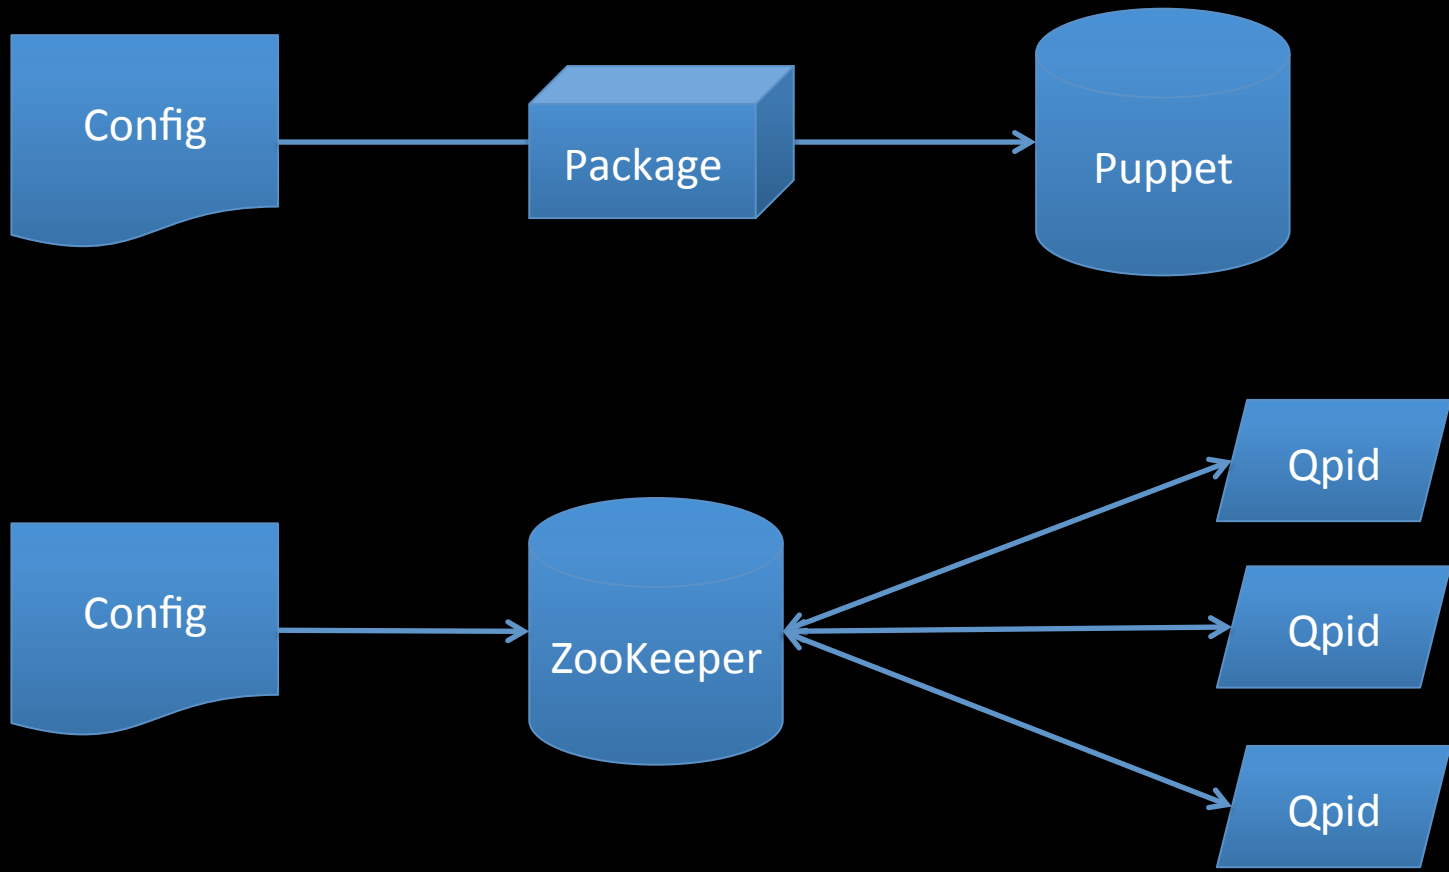 Config
Package
Puppet
Config
ZooKeeper
Qpid
Qpid
Qpid